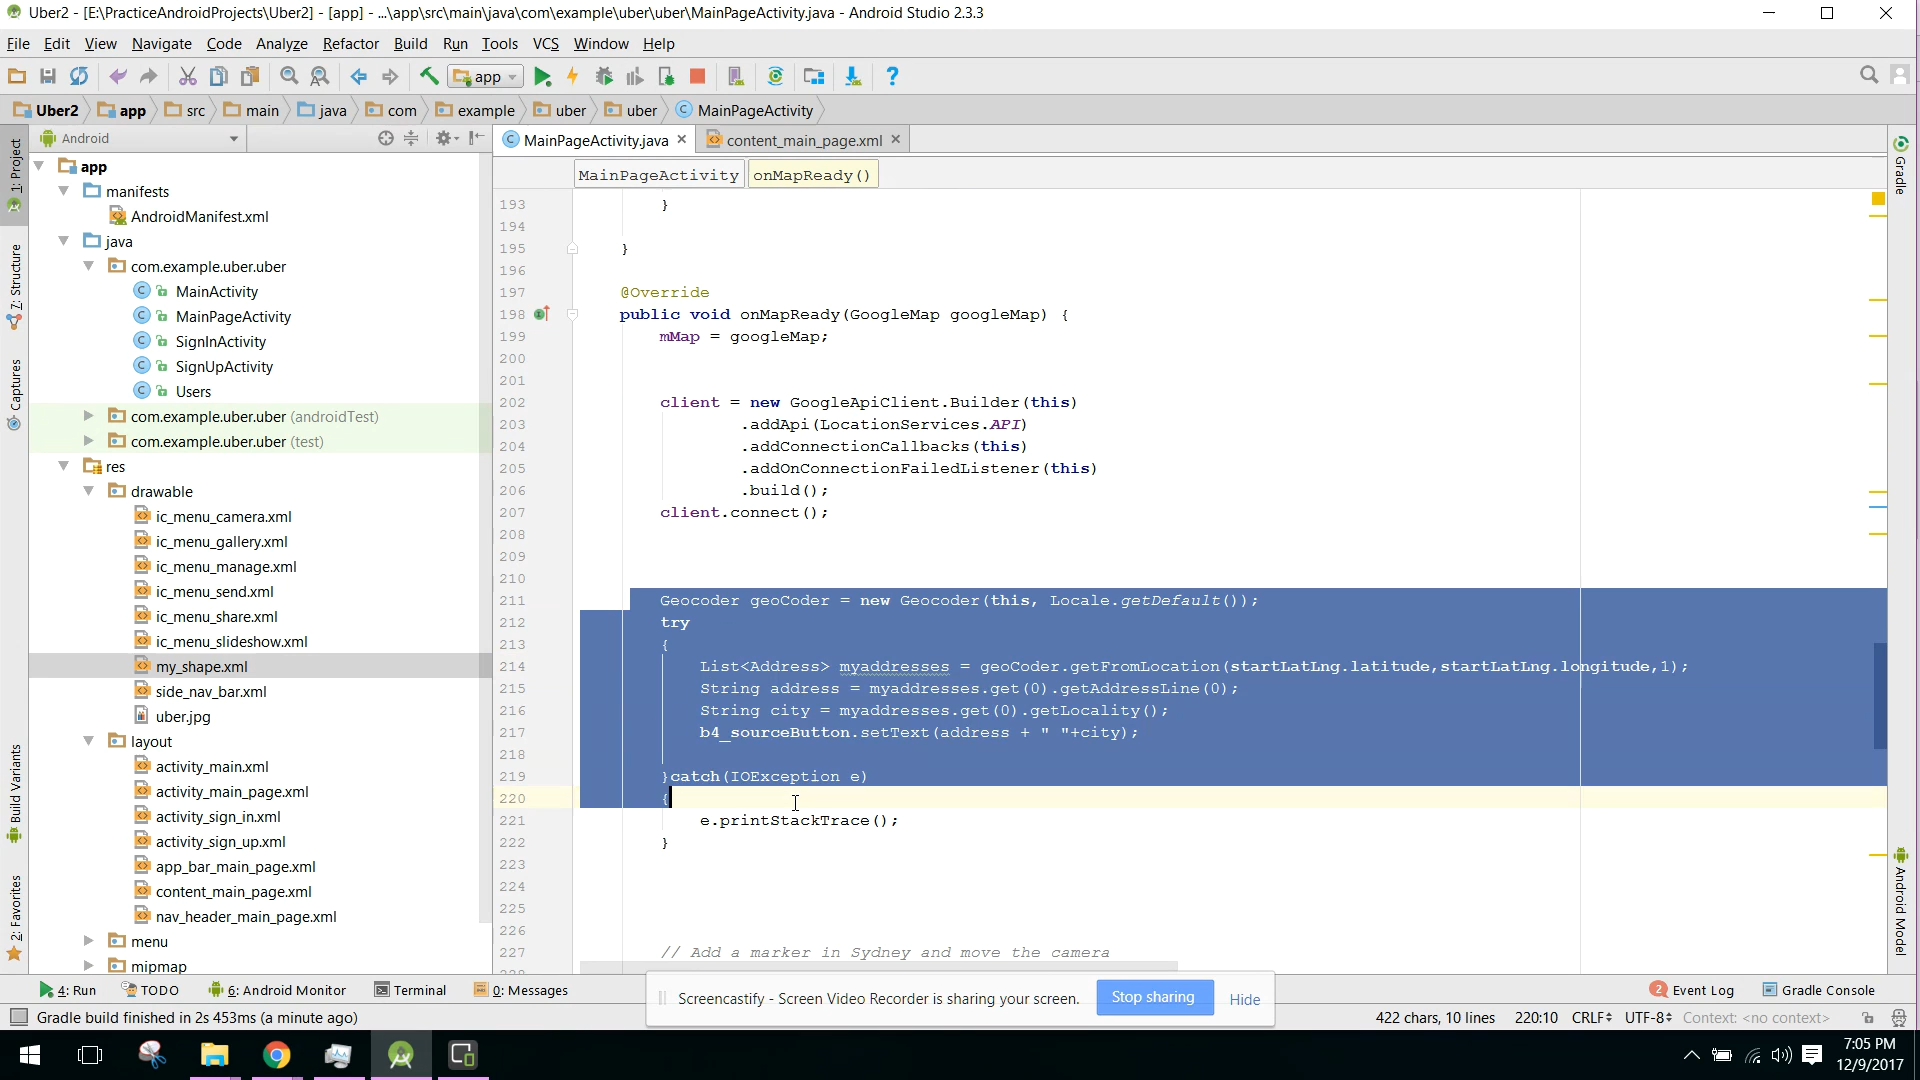 Uber2 - [E:\PracticeAndroidProjects\Uber2] - [app] - ...\app\src\main\java\com\example\uber\uber\MainPageActivity.java - Android Studio 2.3.3
File Edit View Navigate Code Analyze Refactor Build Run Tools VCS Window Help
app
Uber2 app src main java com example uber uber MainPageActivity
Android
MainPageActivity.java content_main_page.xml
MainPageActivity onMapReady()
1: Project
7: Structure
Captures
Build Variants
2: Favorites
app
manifests
AndroidManifest.xml
java
com.example.uber.uber
MainActivity
MainPageActivity
SignInActivity
SignUpActivity
Users
com.example.uber.uber (androidTest)
com.example.uber.uber (test)
res
drawable
ic_menu_camera.xml
ic_menu_gallery.xml
ic_menu_manage.xml
ic_menu_send.xml
ic_menu_share.xml
ic_menu_slideshow.xml
my_shape.xml
side_nav_bar.xml
uber.jpg
layout
activity_main.xml
activity_main_page.xml
activity_sign_in.xml
activity_sign_up.xml
app_bar_main_page.xml
content_main_page.xml
nav_header_main_page.xml
menu
mipmap
193 }
194
195 }
196
197 @Override
198 public void onMapReady(GoogleMap googleMap) {
199 mMap = googleMap;
200
201
202 client = new GoogleApiClient.Builder(this)
203 .addApi(LocationServices.API)
204 .addConnectionCallbacks(this)
205 .addOnConnectionFailedListener(this)
206 .build();
207 client.connect();
208
209
210
211 Geocoder geoCoder = new Geocoder(this, Locale.getDefault());
212 try
213 {
214 List<Address> myaddresses = geoCoder.getFromLocation(startLatLng.latitude,startLatLng.longitude,1);
215 String address = myaddresses.get(0).getAddressLine(0);
216 String city = myaddresses.get(0).getLocality();
217 b4_sourceButton.setText(address + " "+city);
218
219 }catch(IOException e)
220 {
221 e.printStackTrace();
222 }
223
224
225
226
227 // Add a marker in Sydney and move the camera
Gradle
Android Model
4: Run TODO 6: Android Monitor Terminal 0: Messages
Screencastify - Screen Video Recorder is sharing your screen. Stop sharing Hide
2 Event Log Gradle Console
Gradle build finished in 2s 453ms (a minute ago)
422 chars, 10 lines 220:10 CRLF UTF-8 Context: <no context>
7:05 PM
12/9/2017